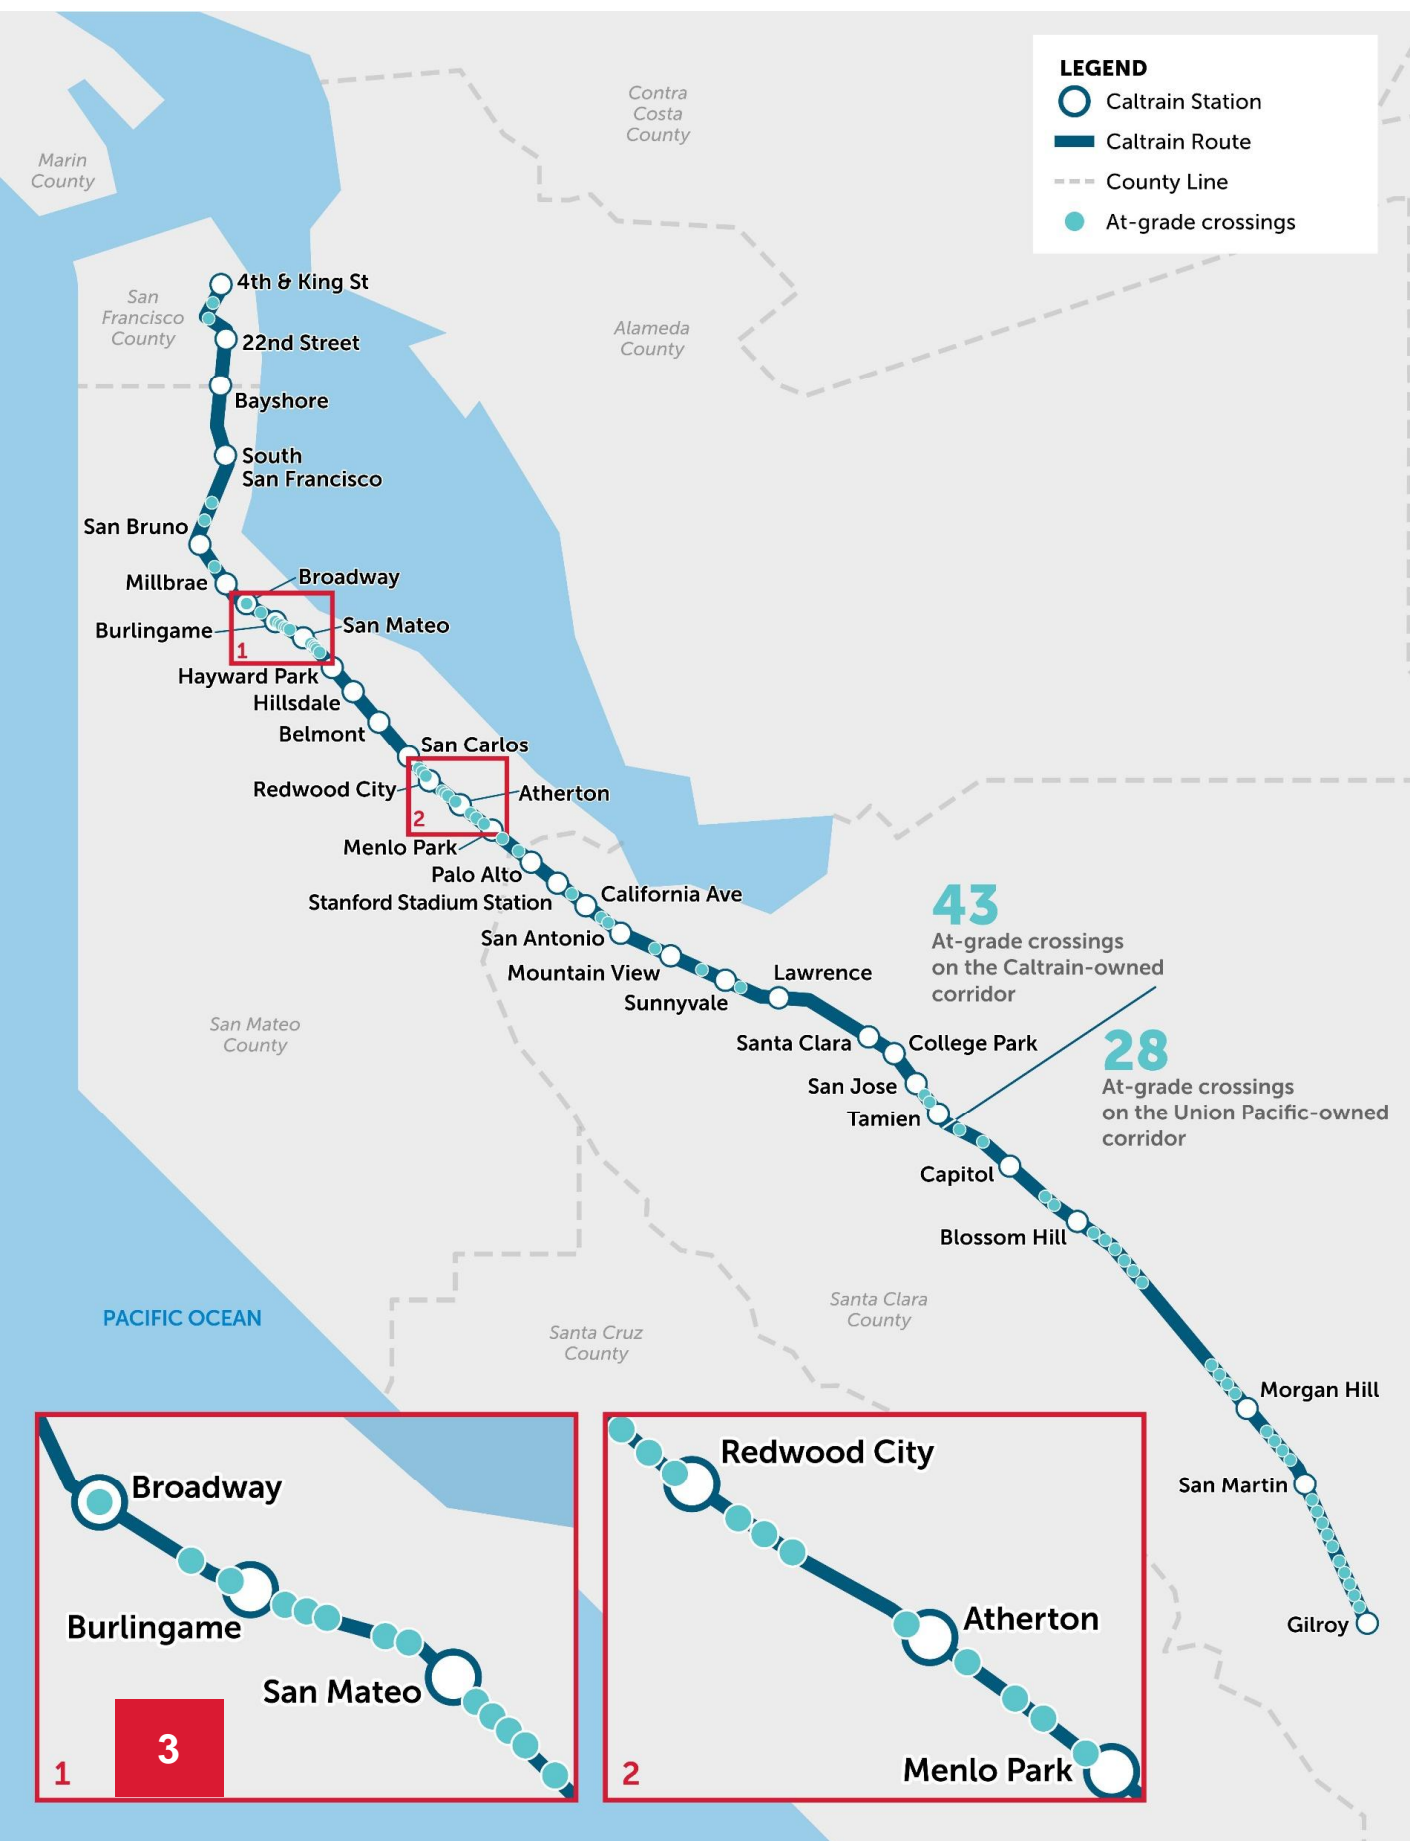 LEGEND
Caltrain Station
Caltrain Route
County Line
At-grade crossings
Contra
Costa
County
Marin
County
San
Francisco
County
Alameda
County
4th & King St
22nd Street
Bayshore
South
San Francisco
San Bruno
Millbrae
Broadway
Burlingame
San Mateo
1
Hayward Park
Hillsdale
Belmont
San Carlos
Redwood City
Atherton
2
Menlo Park
Palo Alto
Stanford Stadium Station
California Ave
San Antonio
Mountain View
Sunnyvale
Lawrence
43
At-grade crossings
on the Caltrain-owned
corridor
San Mateo
County
Santa Clara
College Park
San Jose
Tamien
28
At-grade crossings
on the Union Pacific-owned
corridor
Capitol
Blossom Hill
PACIFIC OCEAN
Santa Cruz
County
Santa Clara
County
Morgan Hill
San Martin
Gilroy
Broadway
Burlingame
San Mateo
3
1
Redwood City
Atherton
Menlo Park
2